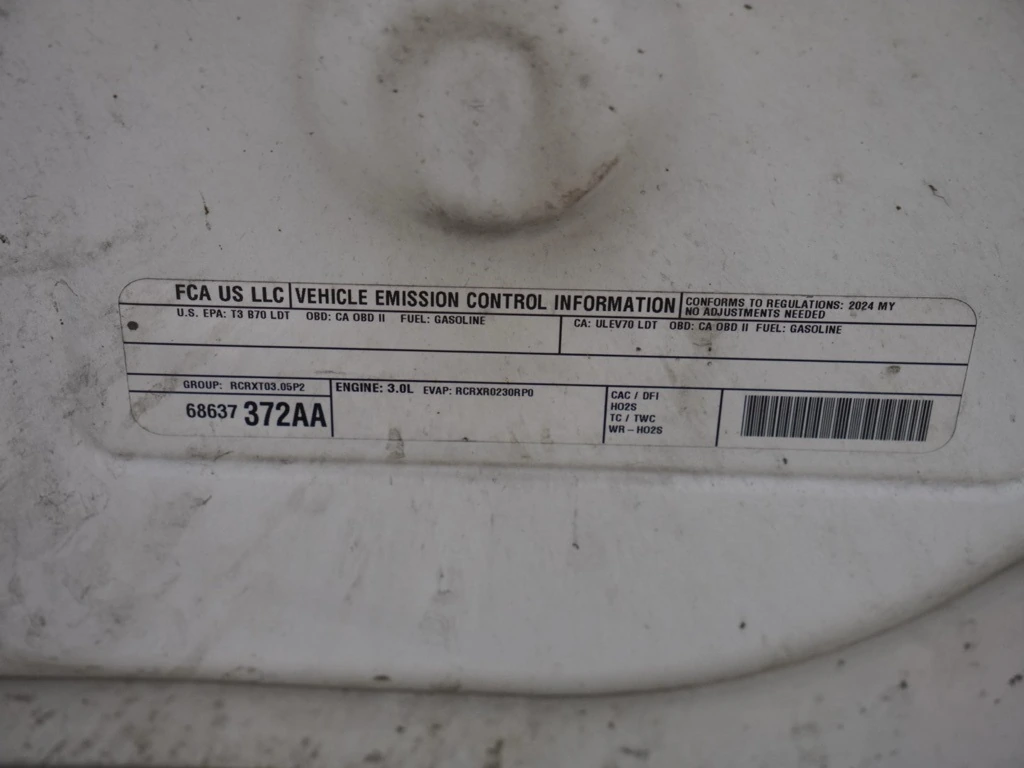 FCA US LLC VEHICLE EMISSION CONTROL INFORMATION CONFORMS TO REGULATIONS: 2024 MY
NO ADJUSTMENTS NEEDED
U.S. EPA: T3 B70 LDT OBD: CA OBD II FUEL: GASOLINE CA: ULEV70 LDT OBD: CA OBD II FUEL: GASOLINE
GROUP: RCRXT03.05P2
68637 372AA
ENGINE: 3.0L EVAP: RCRXR0230RP0
CAC / DFI
HO2S
TC / TWC
WR - HO2S